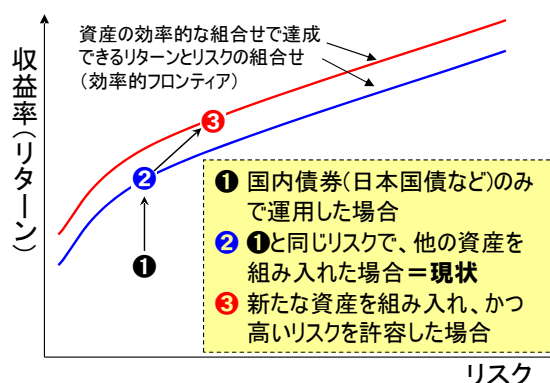 資産の効率的な組合せで達成
できるリターンとリスクの組合せ
(効率的フロンティア)
収益率(リターン)
❸
❷
❶
❶ 国内債券(日本国債など)のみ
で運用した場合
❷ ❶と同じリスクで、他の資産を
組み入れた場合=現状
❸ 新たな資産を組み入れ、かつ
高いリスクを許容した場合
リスク